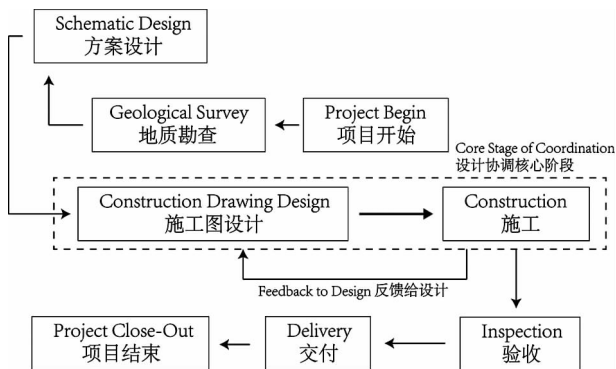 Schematic Design
方案设计
Geological Survey
地质勘查
Project Begin
项目开始
Core Stage of Coordination
设计协调核心阶段
Construction Drawing Design
施工图设计
Construction
施工
Feedback to Design 反馈给设计
Project Close-Out
项目结束
Delivery
交付
Inspection
验收